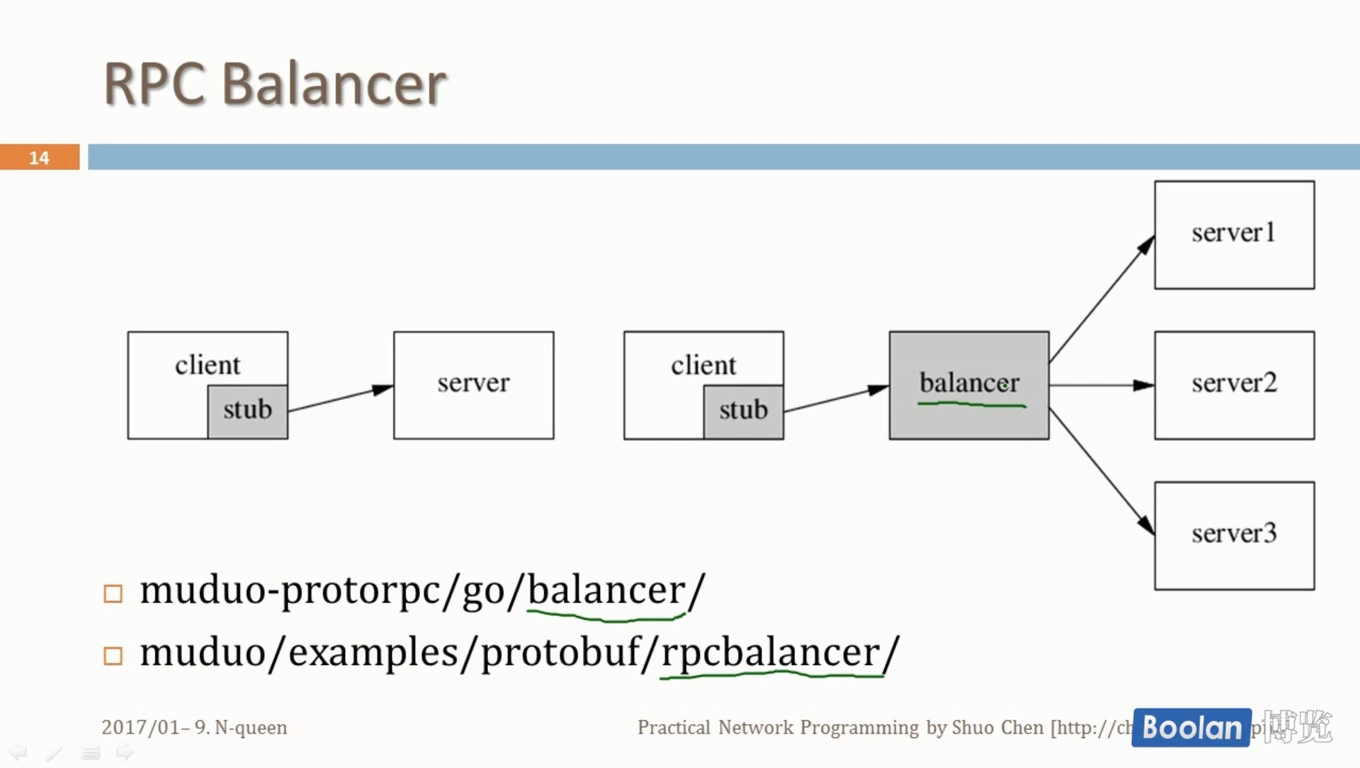 RPC Balancer
14
server1
client
stub
server
client
stub
balancer
server2
server3
muduo-protorpc/go/balancer/
muduo/examples/protobuf/rpcbalancer/
2017/01– 9. N-queen
Practical Network Programming by Shuo Chen [http://ch
Boolan 博览